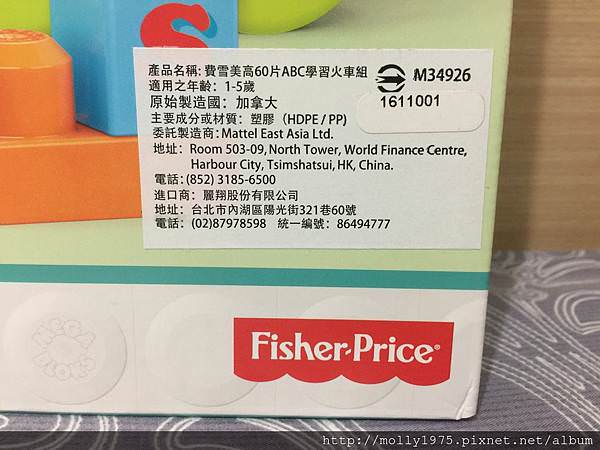 S
產品名稱: 費雪美高60片ABC學習火車組
M34926
適用之年齡: 1-5歲
1611001
原始製造國: 加拿大
主要成分或材質: 塑膠 (HDPE / PP)
委託製造商: Mattel East Asia Ltd.
地址: Room 503-09, North Tower, World Finance Centre,
Harbour City, Tsimshatsui, HK, China.
電話: (852) 3185-6500
進口商: 麗翔股份有限公司
地址: 台北市內湖區陽光街321巷60號
電話: (02)87978598 統一編號: 86494777
MEGA
BLOKS
Fisher-Price®
http://molly1975.pixnet.net/album